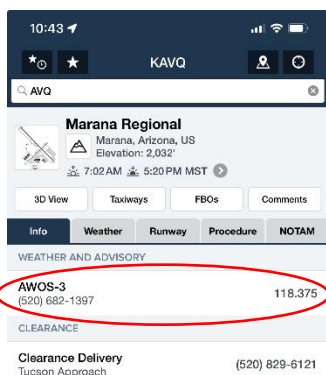 10:43
KAVQ
AVQ
Marana Regional
Marana, Arizona, US
Elevation: 2,032'
7:02AM 5:20PM MST
3D View Taxiways FBOs Comments
Info Weather Runway Procedure NOTAM
WEATHER AND ADVISORY
AWOS-3
(520) 682-1397 118.375
CLEARANCE
Clearance Delivery
Tucson Approach (520) 829-6121